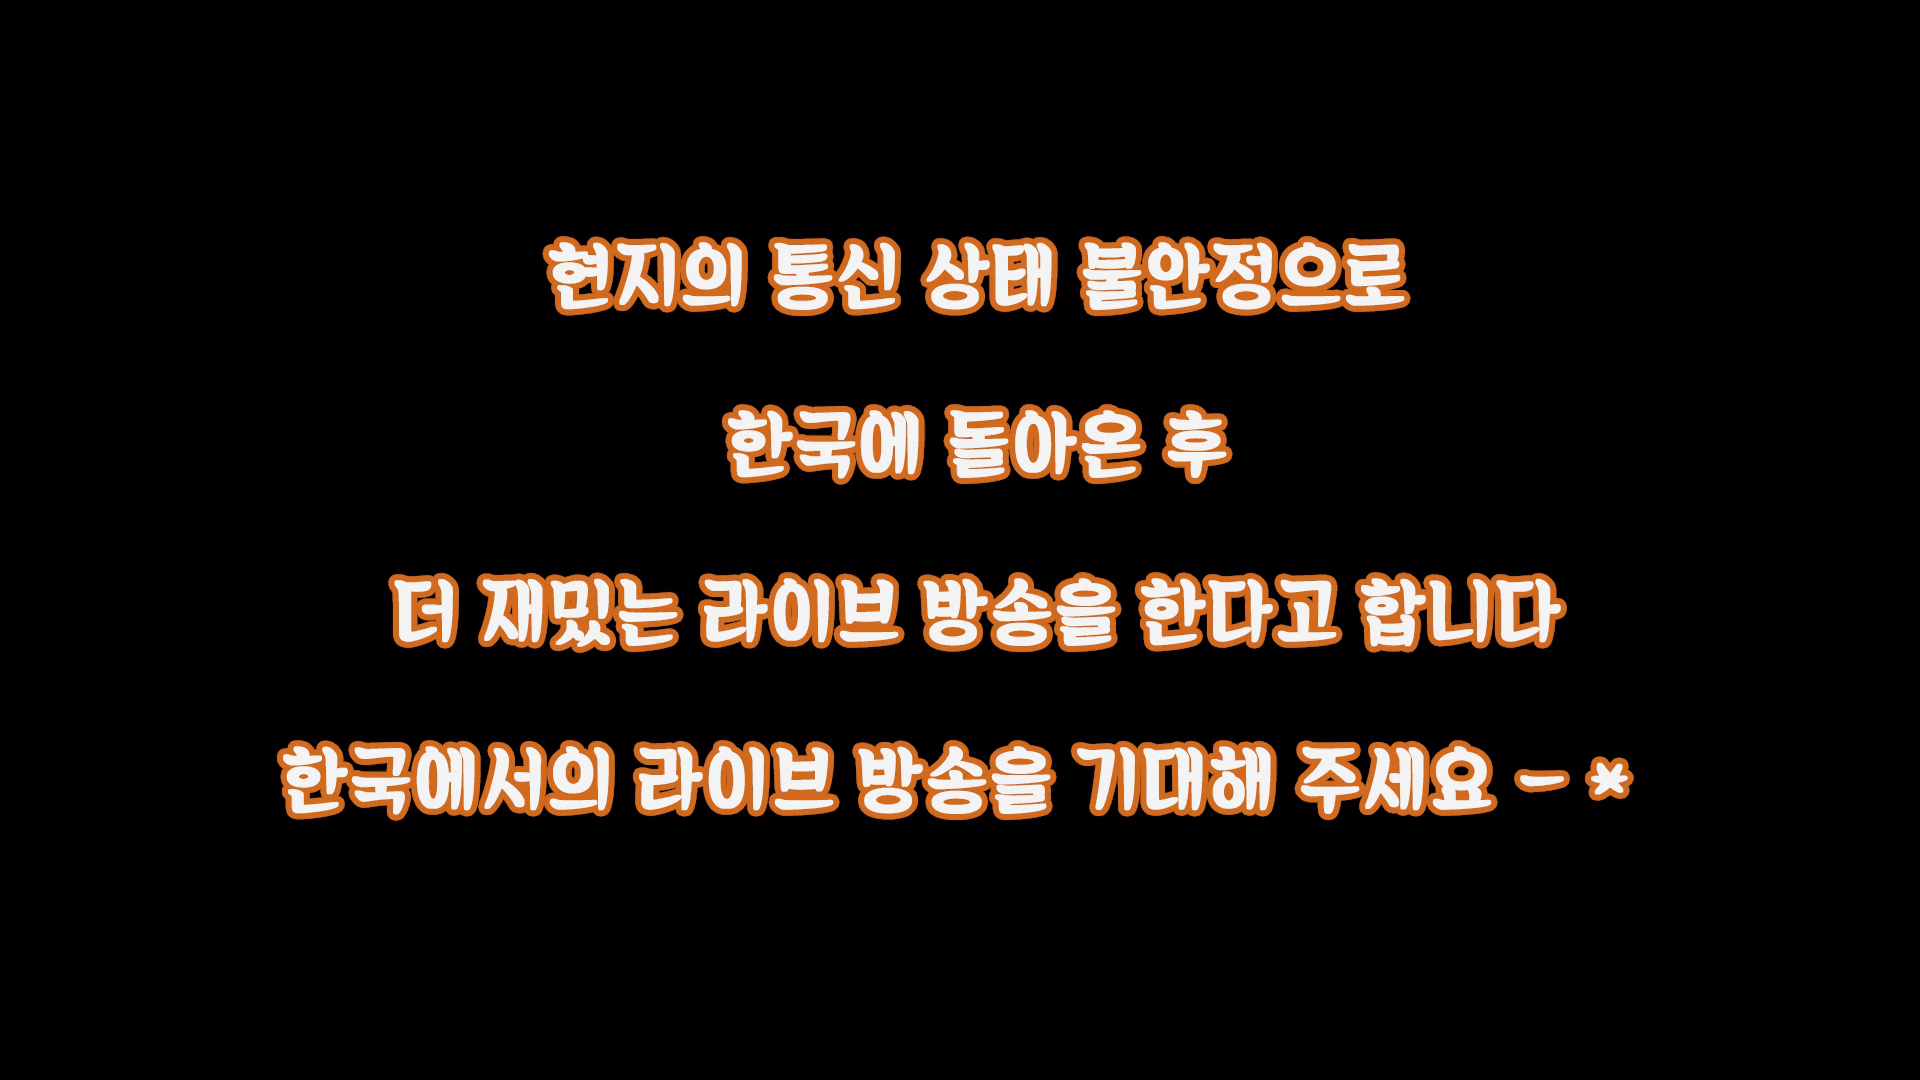 현지의 통신 상태 불안정으로
한국에 돌아온 후
더 재밌는 라이브 방송을 한다고 합니다
한국에서의 라이브 방송을 기대해 주세요 - *